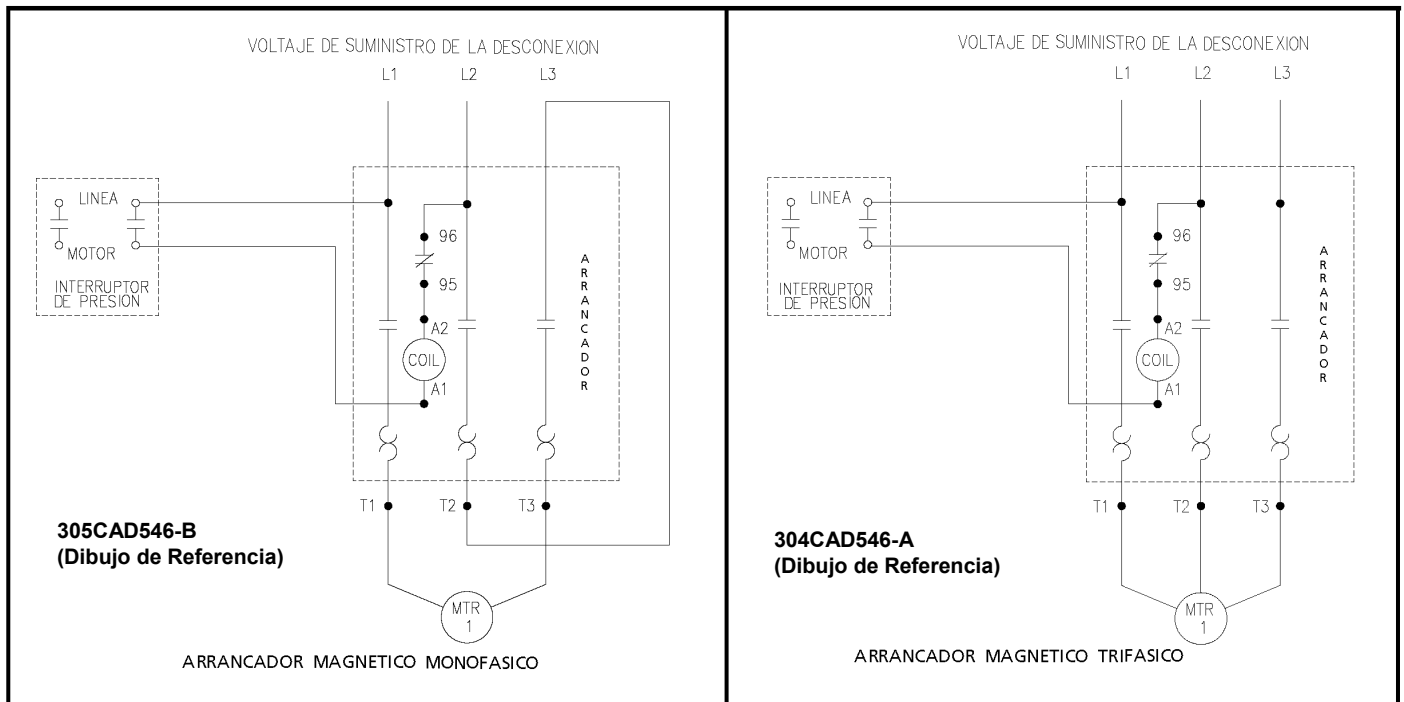 VOLTAJE DE SUMINISTRO DE LA DESCONEXION
L1 L2 L3
LINEA
MOTOR
INTERRUPTOR
DE PRESION
96
95
A2
COIL
A1
ARRANCADOR
T1 T2 T3
305CAD546-B
(Dibujo de Referencia)
MTR
1
ARRANCADOR MAGNETICO MONOFASICO
VOLTAJE DE SUMINISTRO DE LA DESCONEXION
L1 L2 L3
LINEA
MOTOR
INTERRUPTOR
DE PRESION
96
95
A2
COIL
A1
ARRANCADOR
T1 T2 T3
304CAD546-A
(Dibujo de Referencia)
MTR
1
ARRANCADOR MAGNETICO TRIFASICO